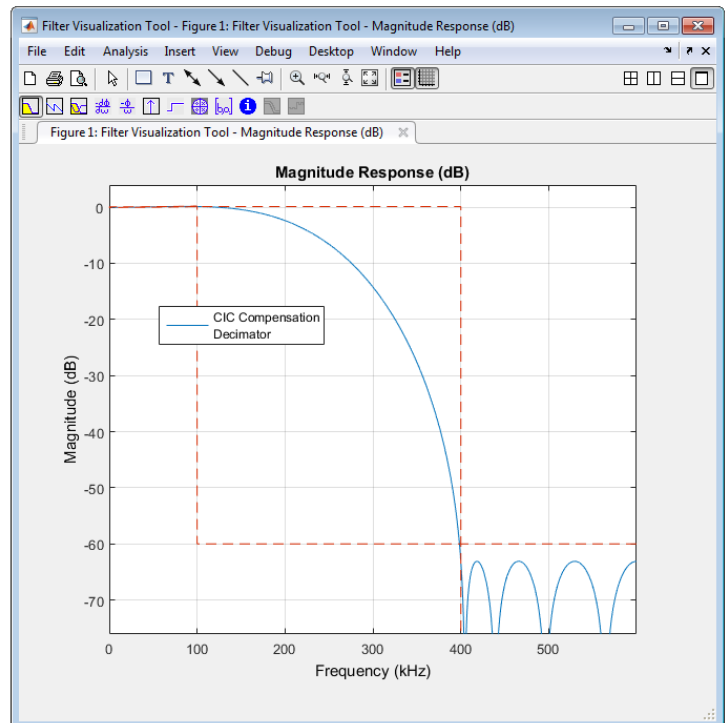 Filter Visualization Tool - Figure 1: Filter Visualization Tool - Magnitude Response (dB)
File Edit Analysis Insert View Debug Desktop Window Help
Figure 1: Filter Visualization Tool - Magnitude Response (dB)
Magnitude Response (dB)
0
-10
-20
-30
-40
-50
-60
-70
Magnitude (dB)
CIC Compensation
Decimator
0 100 200 300 400 500
Frequency (kHz)